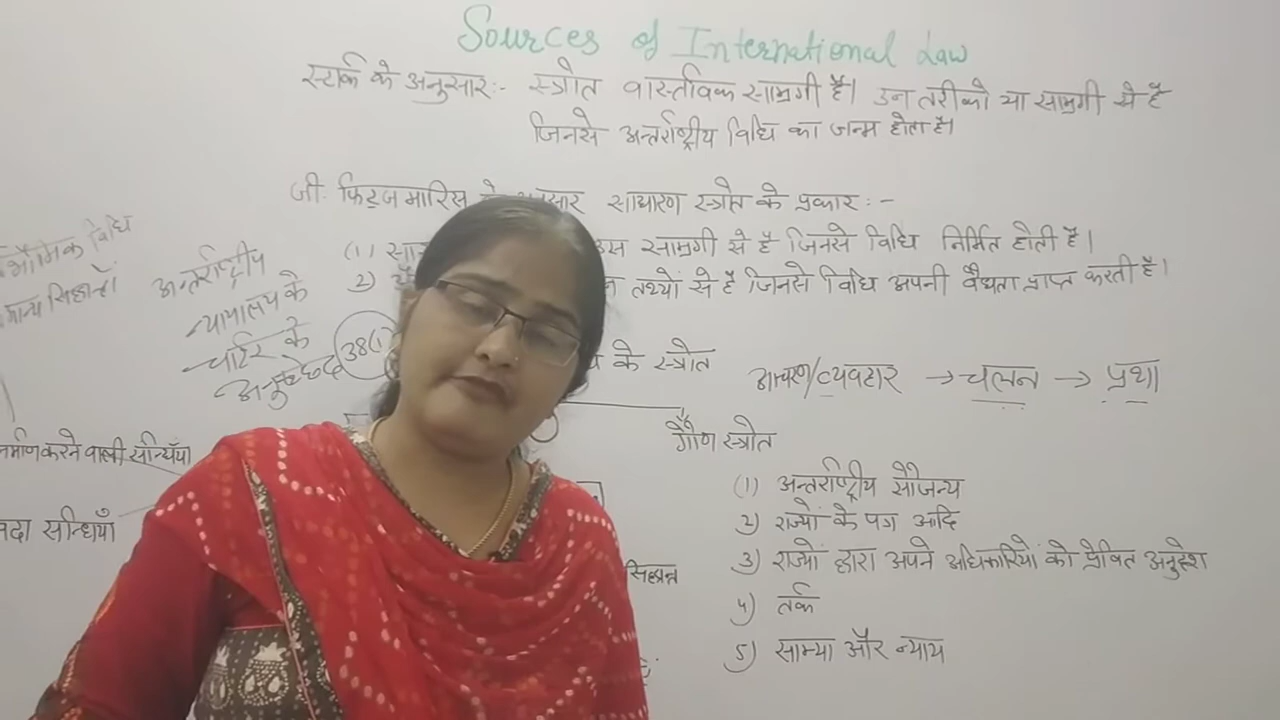 Sources of International Law
स्टार्क के अनुसार:- स्त्रोत वास्तविक सामग्री है। उन तरीको या सामग्री से है
जिनसे अन्तर्राष्ट्रीय विधि का जन्म होता है।
जी. फिट्ज मारिस के अनुसार साधारण स्त्रोत के प्रकार :-
(1) सामग्री से है जिनसे विधि निर्मित होती है।
2) तथ्यों से है जिनसे विधि अपनी वैधता प्राप्त करती है।
विधि
सिद्धान्तों
अन्तर्राष्ट्रीय
न्यायालय के
चार्टर के
अनुच्छेद 38(1
के स्त्रोत
आचरण/व्यवहार → चलन → प्रथा
गौण स्त्रोत
निर्माण करने वाली सन्धियाँ
सन्धियाँ
(1) अन्तर्राष्ट्रीय सौजन्य
2) राज्यों के पत्र आदि
3) राज्यों द्वारा अपने अधिकारियों को प्रेषित अनुदेश
सिद्धान्त
4) तर्क
5) साम्या और न्याय